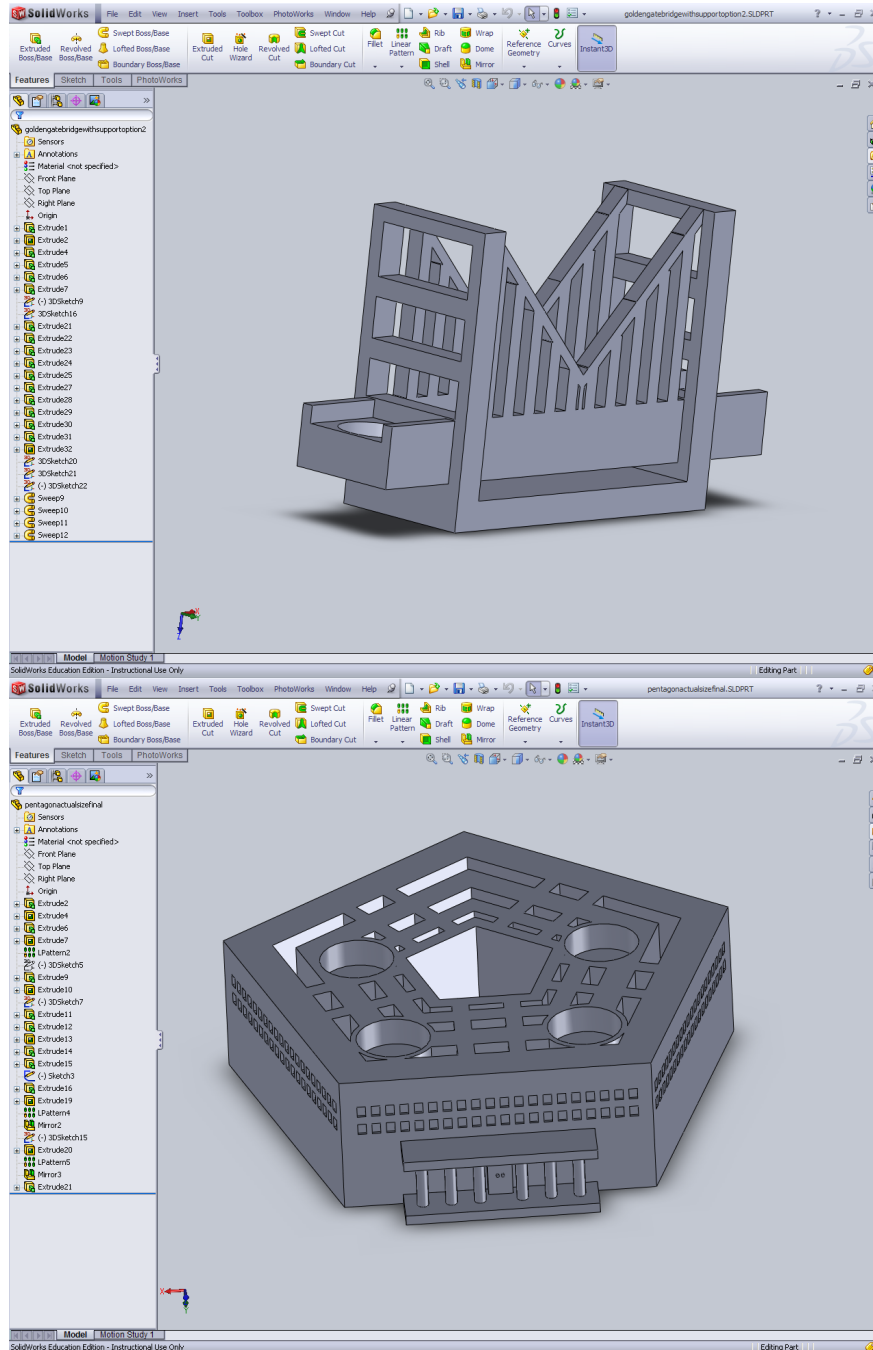 SolidWorks File Edit View Insert Tools Toolbox PhotoWorks Window Help goldengatebridgewithsupportoption2.SLDPRT
Extruded Boss/Base Revolved Boss/Base Swept Boss/Base Lofted Boss/Base Boundary Boss/Base Extruded Cut Hole Wizard Revolved Cut Swept Cut Lofted Cut Boundary Cut Fillet Linear Pattern Rib Draft Shell Wrap Dome Mirror Reference Geometry Curves Instant3D
Features Sketch Tools PhotoWorks
goldengatebridgewithsupportoption2
Sensors
Annotations
Material <not specified>
Front Plane
Top Plane
Right Plane
Origin
Extrude1
Extrude2
Extrude4
Extrude5
Extrude6
Extrude7
(-) 3DSketch9
3DSketch16
Extrude21
Extrude22
Extrude23
Extrude24
Extrude25
Extrude27
Extrude28
Extrude29
Extrude30
Extrude31
Extrude32
3DSketch20
3DSketch21
(-) 3DSketch22
Sweep9
Sweep10
Sweep11
Sweep12
Model Motion Study 1
SolidWorks Education Edition - Instructional Use Only Editing Part
SolidWorks File Edit View Insert Tools Toolbox PhotoWorks Window Help pentagonactualsizefinal.SLDPRT
Extruded Boss/Base Revolved Boss/Base Swept Boss/Base Lofted Boss/Base Boundary Boss/Base Extruded Cut Hole Wizard Revolved Cut Swept Cut Lofted Cut Boundary Cut Fillet Linear Pattern Rib Draft Shell Wrap Dome Mirror Reference Geometry Curves Instant3D
Features Sketch Tools PhotoWorks
pentagonactualsizefinal
Sensors
Annotations
Material <not specified>
Front Plane
Top Plane
Right Plane
Origin
Extrude2
Extrude4
Extrude6
Extrude7
LPattern2
(-) 3DSketch5
Extrude9
Extrude10
(-) 3DSketch7
Extrude11
Extrude12
Extrude13
Extrude14
Extrude15
(-) Sketch3
Extrude16
Extrude19
LPattern4
Mirror2
(-) 3DSketch15
Extrude20
LPattern5
Mirror3
Extrude21
Model Motion Study 1
SolidWorks Education Edition - Instructional Use Only Editing Part